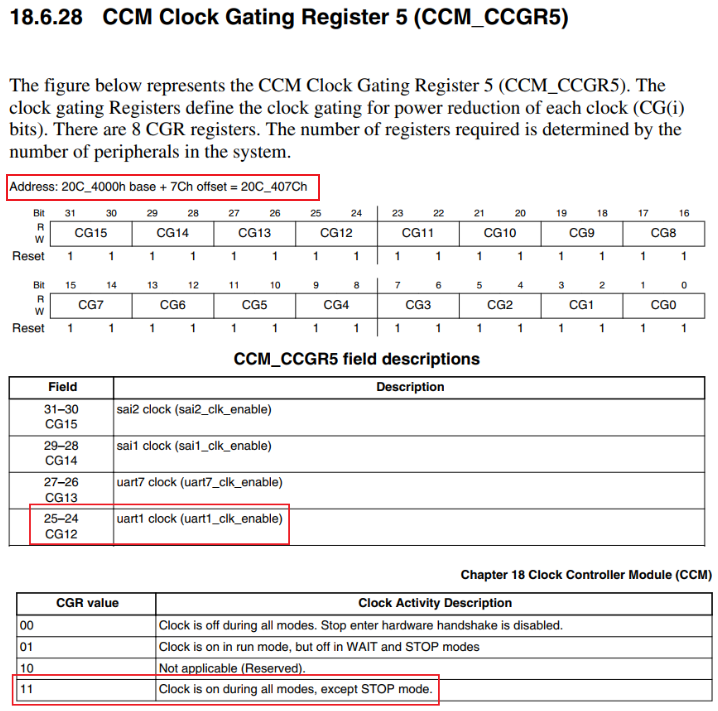 18.6.28 CCM Clock Gating Register 5 (CCM_CCGR5)
The figure below represents the CCM Clock Gating Register 5 (CCM_CCGR5). The
clock gating Registers define the clock gating for power reduction of each clock (CG(i)
bits). There are 8 CGR registers. The number of registers required is determined by the
number of peripherals in the system.
Address: 20C_4000h base + 7Ch offset = 20C_407Ch
Bit 31 30 29 28 27 26 25 24 23 22 21 20 19 18 17 16
R
W
CG15 CG14 CG13 CG12 CG11 CG10 CG9 CG8
Reset 1 1 1 1 1 1 1 1 1 1 1 1 1 1 1 1
Bit 15 14 13 12 11 10 9 8 7 6 5 4 3 2 1 0
R
W
CG7 CG6 CG5 CG4 CG3 CG2 CG1 CG0
Reset 1 1 1 1 1 1 1 1 1 1 1 1 1 1 1 1
CCM_CCGR5 field descriptions
Field Description
31–30 sai2 clock (sai2_clk_enable)
CG15
29–28 sai1 clock (sai1_clk_enable)
CG14
27–26 uart7 clock (uart7_clk_enable)
CG13
25–24 uart1 clock (uart1_clk_enable)
CG12
Chapter 18 Clock Controller Module (CCM)
CGR value Clock Activity Description
00 Clock is off during all modes. Stop enter hardware handshake is disabled.
01 Clock is on in run mode, but off in WAIT and STOP modes
10 Not applicable (Reserved).
11 Clock is on during all modes, except STOP mode.